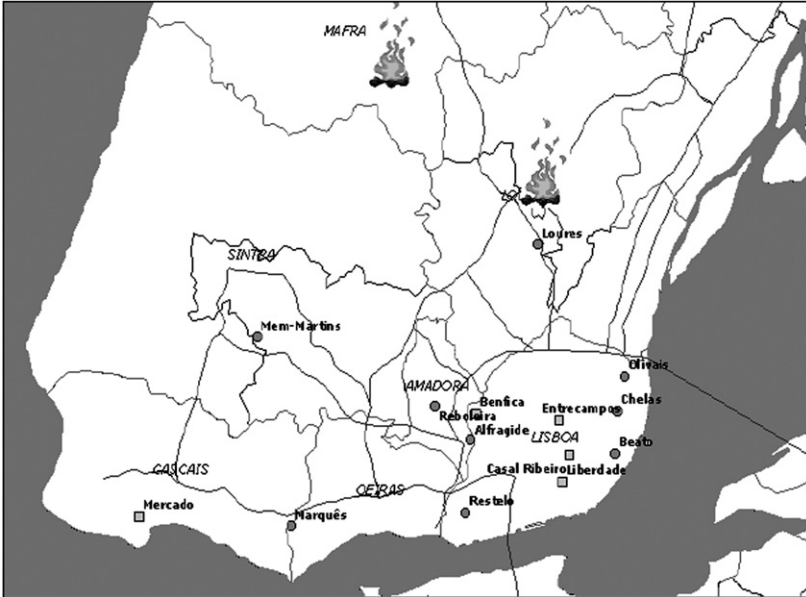 MAFRA
Loures
SINTRA
Mem-Martins
Olivais
AMADORA
Benfica
Chelas
Reboleira
Entrecampos
Alfragide
LISBOA
Beato
CASCAIS
Casal Ribeiro
Liberdade
OEIRAS
Mercado
Restelo
Marquês